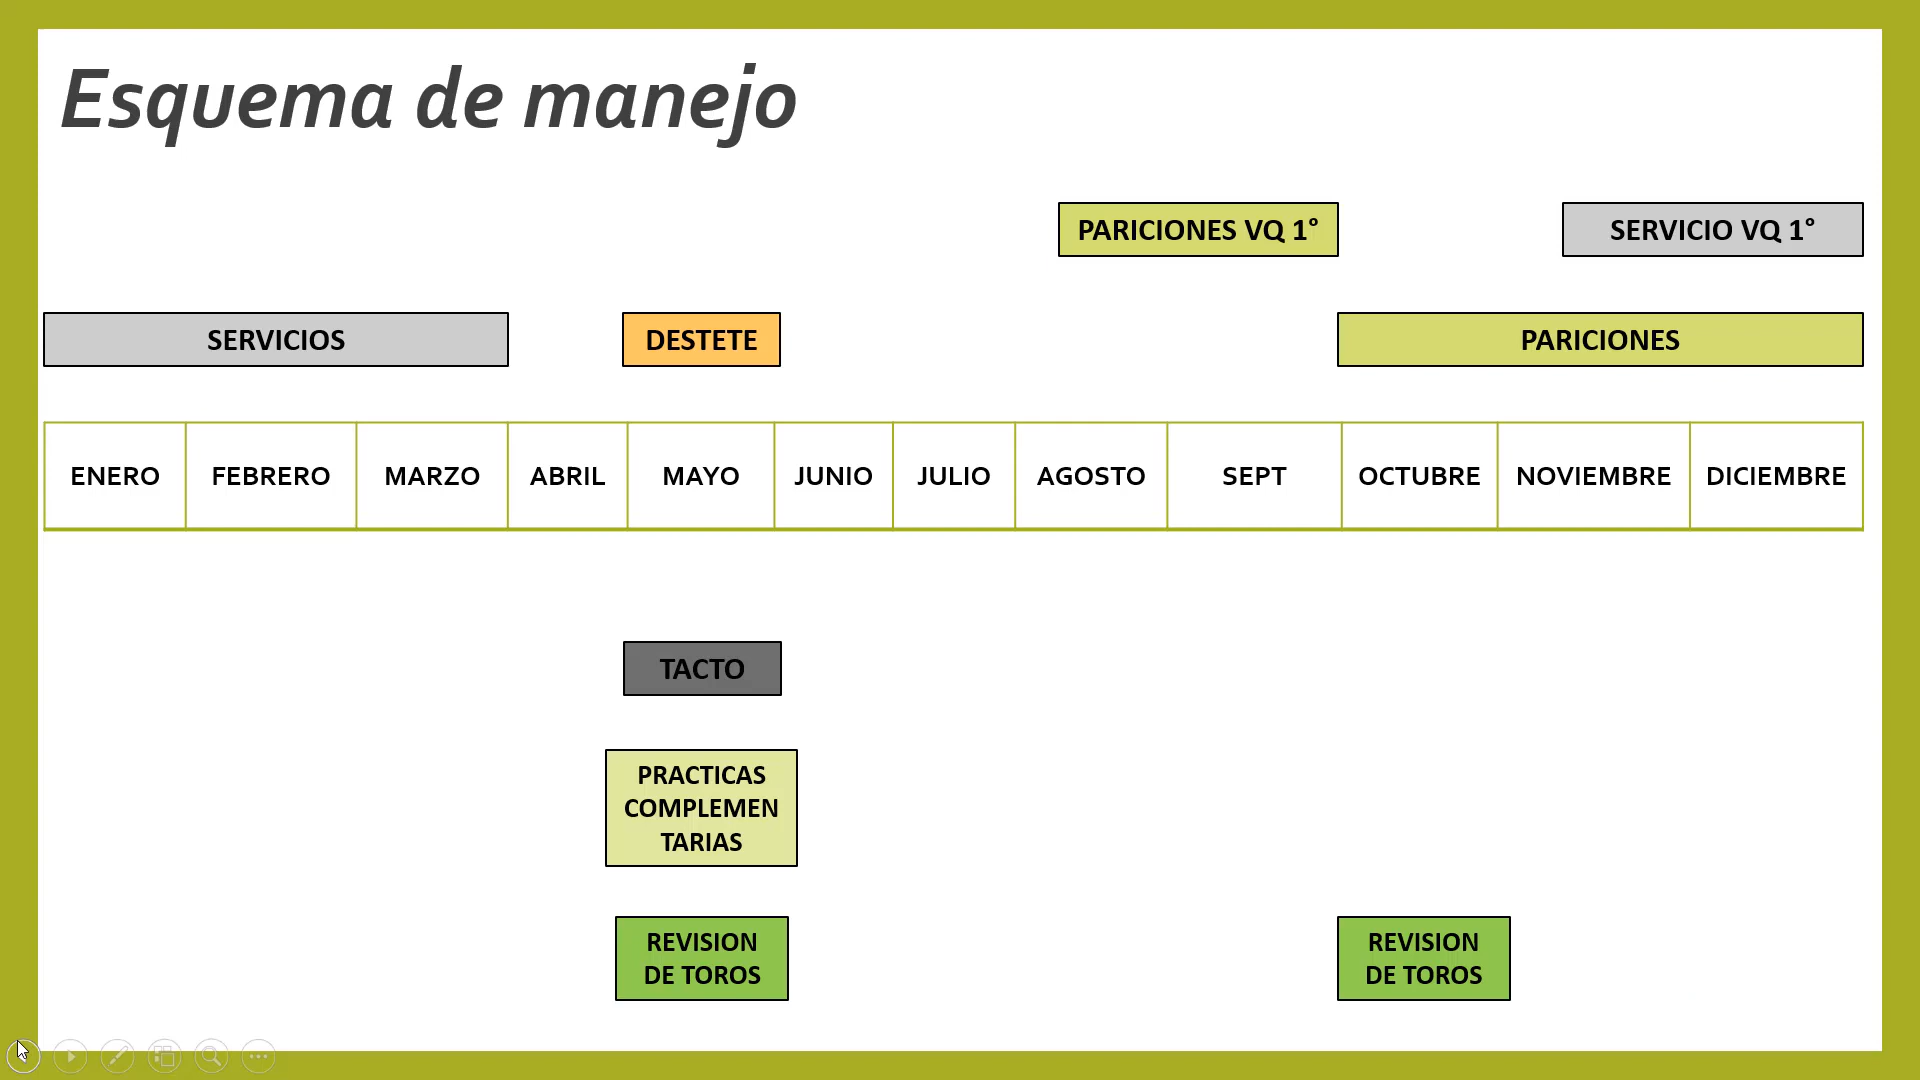 Esquema de manejo
PARICIONES VQ 1°
SERVICIO VQ 1°
SERVICIOS
DESTETE
PARICIONES
ENERO
FEBRERO
MARZO
ABRIL
MAYO
JUNIO
JULIO
AGOSTO
SEPT
OCTUBRE
NOVIEMBRE
DICIEMBRE
TACTO
PRACTICAS
COMPLEMEN
TARIAS
REVISION
DE TOROS
REVISION
DE TOROS